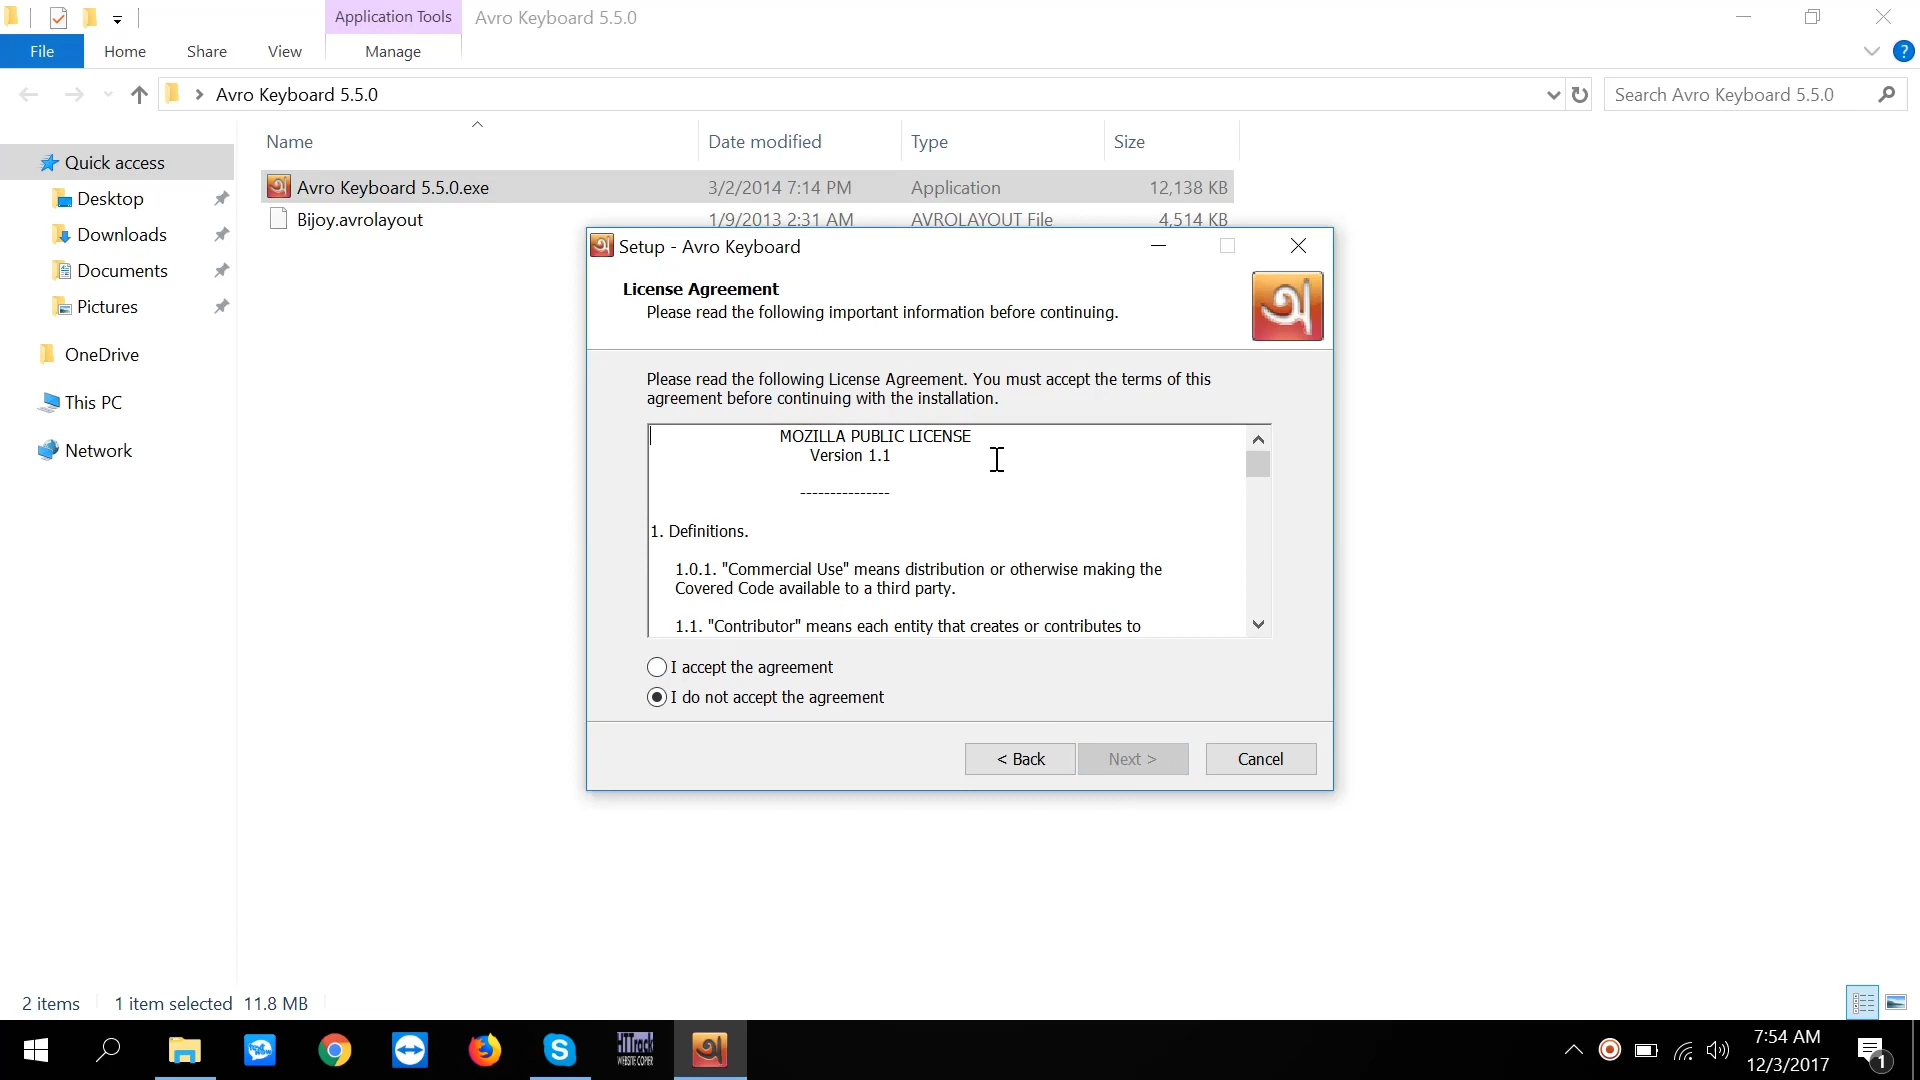 Application Tools
Avro Keyboard 5.5.0
File
Home
Share
View
Manage
Avro Keyboard 5.5.0
Search Avro Keyboard 5.5.0
Name
Date modified
Type
Size
Quick access
Desktop
Downloads
Documents
Pictures
OneDrive
This PC
Network
Avro Keyboard 5.5.0.exe
3/2/2014 7:14 PM
Application
12,138 KB
Bijoy.avrolayout
1/9/2013 2:31 AM
AVROLAYOUT File
4,514 KB
অ Setup - Avro Keyboard
License Agreement
Please read the following important information before continuing.
অ
Please read the following License Agreement. You must accept the terms of this
agreement before continuing with the installation.
MOZILLA PUBLIC LICENSE
Version 1.1
---------------
1. Definitions.
1.0.1. "Commercial Use" means distribution or otherwise making the
Covered Code available to a third party.
1.1. "Contributor" means each entity that creates or contributes to
I accept the agreement
I do not accept the agreement
< Back
Next >
Cancel
2 items
1 item selected 11.8 MB
HTTrack
WEBSITE COPIER
অ
7:54 AM
12/3/2017
1